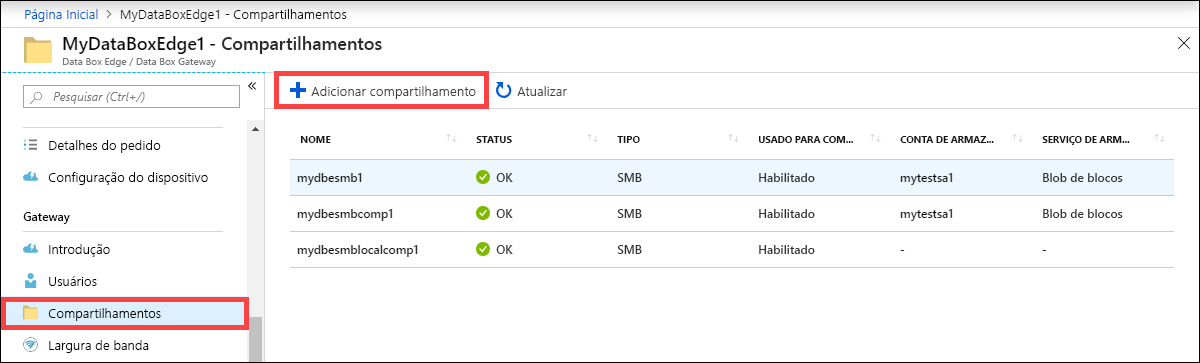 Página Inicial > MyDataBoxEdge1 - Compartilhamentos
MyDataBoxEdge1 - Compartilhamentos
Data Box Edge / Data Box Gateway
Pesquisar (Ctrl+/)
Detalhes do pedido
Configuração do dispositivo
Gateway
Introdução
Usuários
Compartilhamentos
Largura de banda
Adicionar compartilhamento Atualizar
NOME STATUS TIPO USADO PARA COM... CONTA DE ARMAZ... SERVIÇO DE ARM...
mydbesmb1 OK SMB Habilitado mytestsa1 Blob de blocos
mydbesmbcomp1 OK SMB Habilitado mytestsa1 Blob de blocos
mydbesmblocalcomp1 OK SMB Habilitado - -